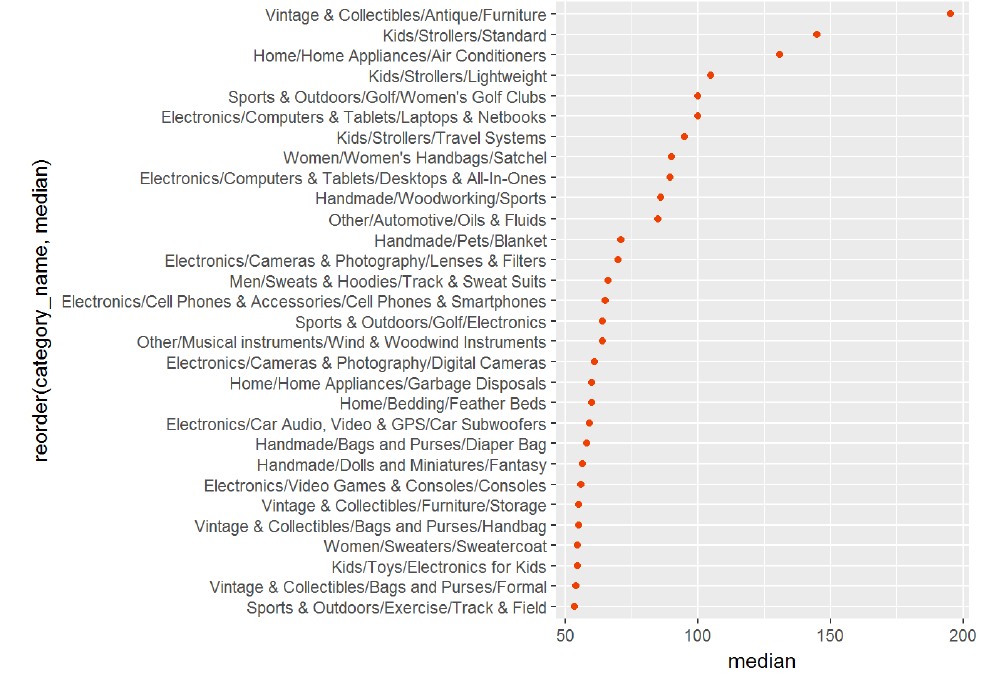 Vintage & Collectibles/Antique/Furniture
Kids/Strollers/Standard
Home/Home Appliances/Air Conditioners
Kids/Strollers/Lightweight
Sports & Outdoors/Golf/Women's Golf Clubs
Electronics/Computers & Tablets/Laptops & Netbooks
Kids/Strollers/Travel Systems
Women/Women's Handbags/Satchel
Electronics/Computers & Tablets/Desktops & All-In-Ones
Handmade/Woodworking/Sports
Other/Automotive/Oils & Fluids
Handmade/Pets/Blanket
Electronics/Cameras & Photography/Lenses & Filters
Men/Sweats & Hoodies/Track & Sweat Suits
Electronics/Cell Phones & Accessories/Cell Phones & Smartphones
Sports & Outdoors/Golf/Electronics
Other/Musical instruments/Wind & Woodwind Instruments
Electronics/Cameras & Photography/Digital Cameras
Home/Home Appliances/Garbage Disposals
Home/Bedding/Feather Beds
Electronics/Car Audio, Video & GPS/Car Subwoofers
Handmade/Bags and Purses/Diaper Bag
Handmade/Dolls and Miniatures/Fantasy
Electronics/Video Games & Consoles/Consoles
Vintage & Collectibles/Furniture/Storage
Vintage & Collectibles/Bags and Purses/Handbag
Women/Sweaters/Sweatercoat
Kids/Toys/Electronics for Kids
Vintage & Collectibles/Bags and Purses/Formal
Sports & Outdoors/Exercise/Track & Field
reorder(category_name, median)
50 100 150 200
median